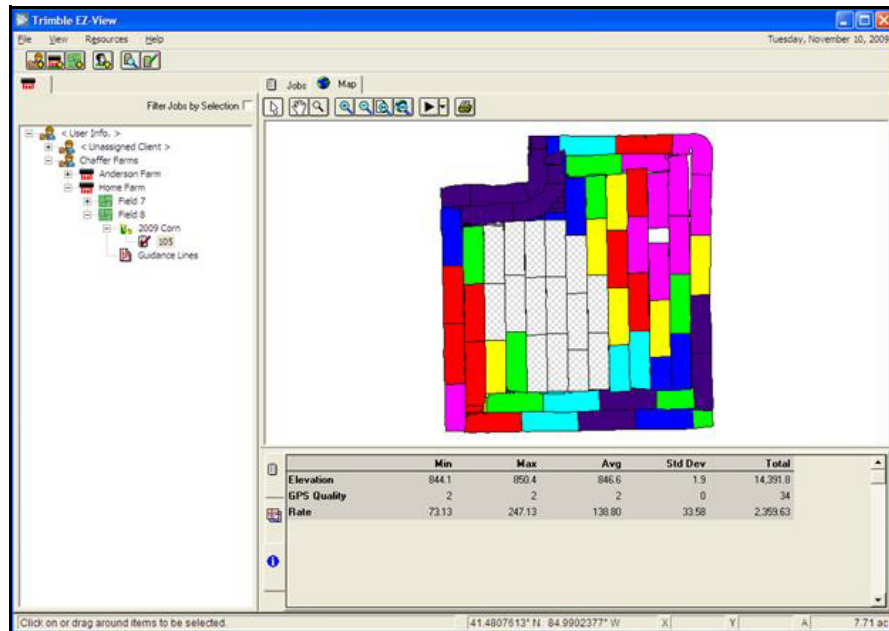 Trimble EZ-View
File View Resources Help
Tuesday, November 10, 2009
Jobs Map
Filter Jobs by Selection
< User Info. >
< Unassigned Client >
Chaffer Farms
Anderson Farm
Home Farm
Field 7
Field 8
2009 Corn
105
Guidance Lines
Min Max Avg Std Dev Total
Elevation 844.1 850.4 846.6 1.9 14,391.8
GPS Quality 2 2 2 0 34
Rate 73.13 247.13 138.80 33.58 2,359.63
Click on or drag around items to be selected. 41.4807613° N 84.9902377° W X Y A 7.71 ac